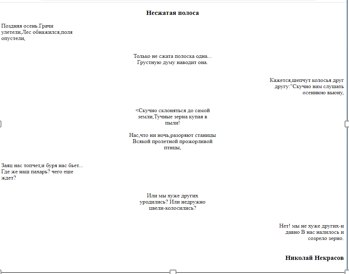 Несжатая полоса
Поздняя осень.Грачи
улетели,Лес обнажился,поля
опустели,
Только не сжата полоска одна...
Грустную думу наводит она.
Кажется,шепчут колосья друг
другу:"Скучно нам слушать
осеннюю вьюгу,
<Скучно склоняться до самой
земли,Тучные зерна купая в
пыли!
Нас,что ни ночь,разоряют станицы
Всякой пролетной прожорливой
птицы,
Заяц нас топчет,и буря нас бьет...
Где же наш пахарь? чего еще
ждет?
Или мы хуже других
уродились? Или недружно
цвели-колосились?
Нет! мы не хуже других-и
давно В нас налилось и
созрело зерно.
Николай Некрасов